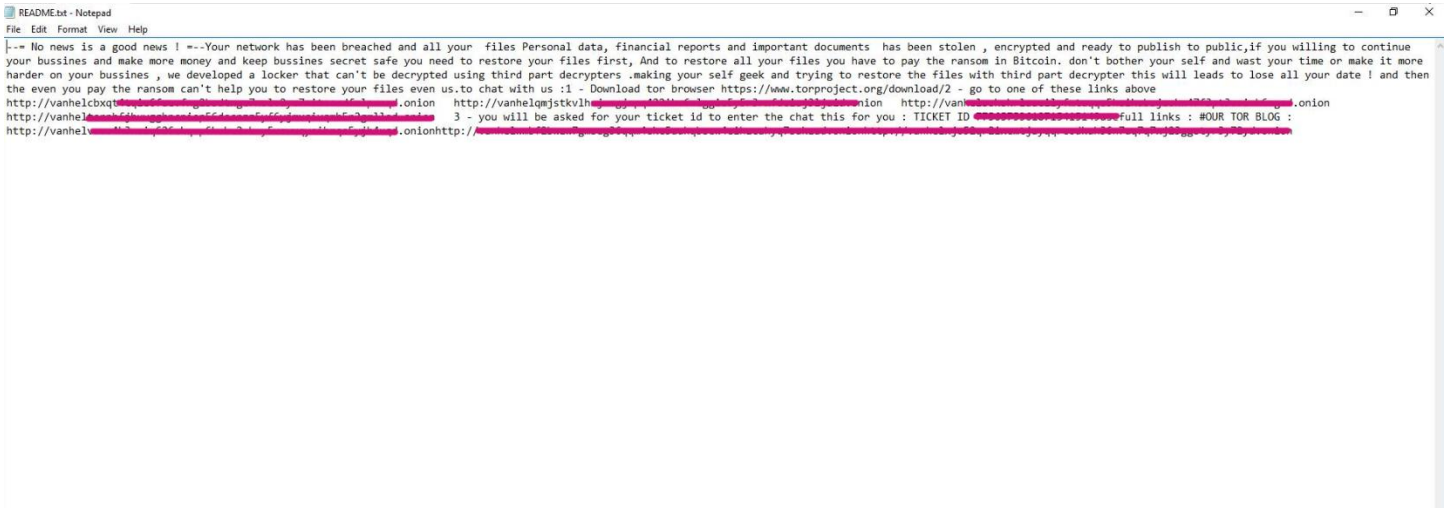 README.txt - Notepad
File Edit Format View Help
--= No news is a good news ! =--Your network has been breached and all your  files Personal data, financial reports and important documents  has been stolen , encrypted and ready to publish to public,if you willing to continue
your bussines and make more money and keep bussines secret safe you need to restore your files first, And to restore all your files you have to pay the ransom in Bitcoin. don't bother your self and wast your time or make it more
harder on your bussines , we developed a locker that can't be decrypted using third part decrypters .making your self geek and trying to restore the files with third part decrypter this will leads to lose all your date ! and then
the even you pay the ransom can't help you to restore your files even us.to chat with us :1 - Download tor browser https://www.torproject.org/download/2 - go to one of these links above
http://vanhelcbxqt .onion http://vanhelqmjstkvlh nion http://van .onion
http://vanhel 3 - you will be asked for your ticket id to enter the chat this for you : TICKET ID full links : #OUR TOR BLOG :
http://vanhelv .onionhttp://